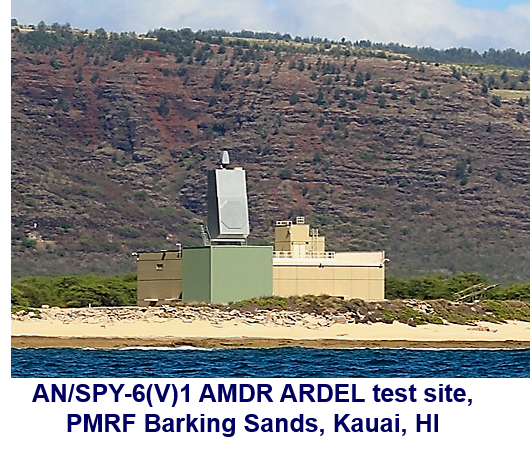 AN/SPY-6(V)1 AMDR ARDEL test site,
PMRF Barking Sands, Kauai, HI